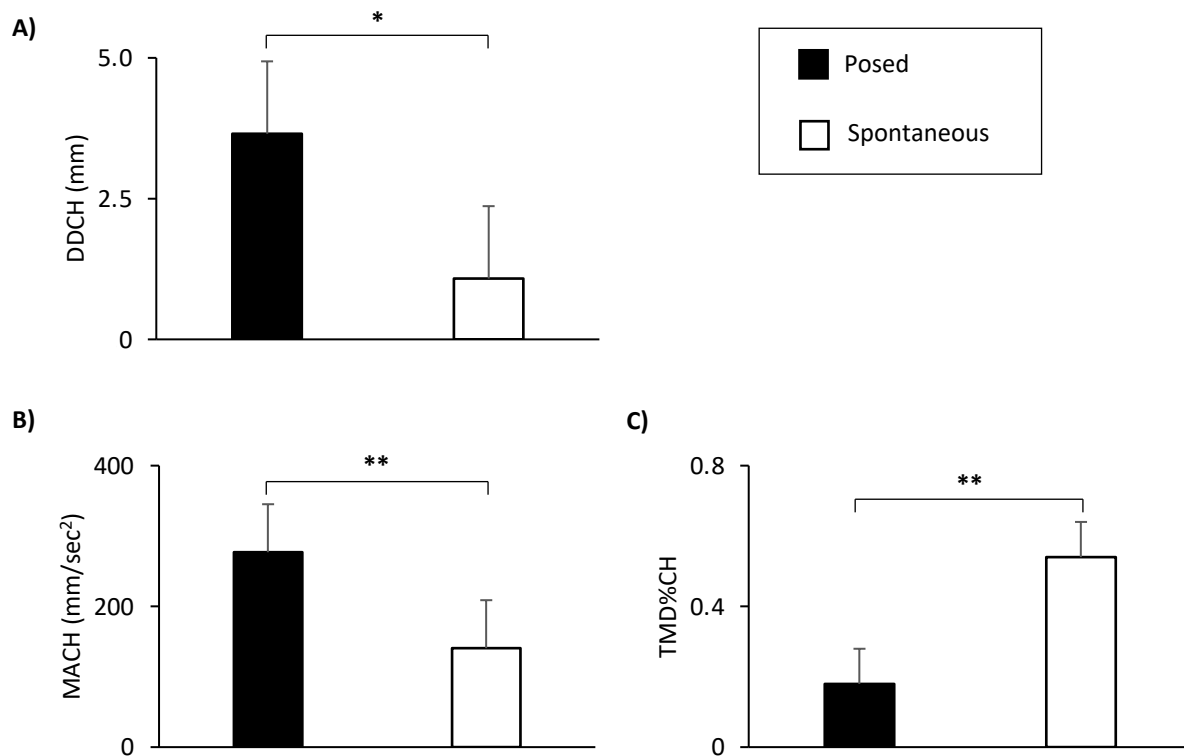 A)
*
5.0
2.5
0
DDCH (mm)
Posed
Spontaneous
B)
**
400
200
0
MACH (mm/sec²)
C)
**
0.8
0.4
0
TMD%CH